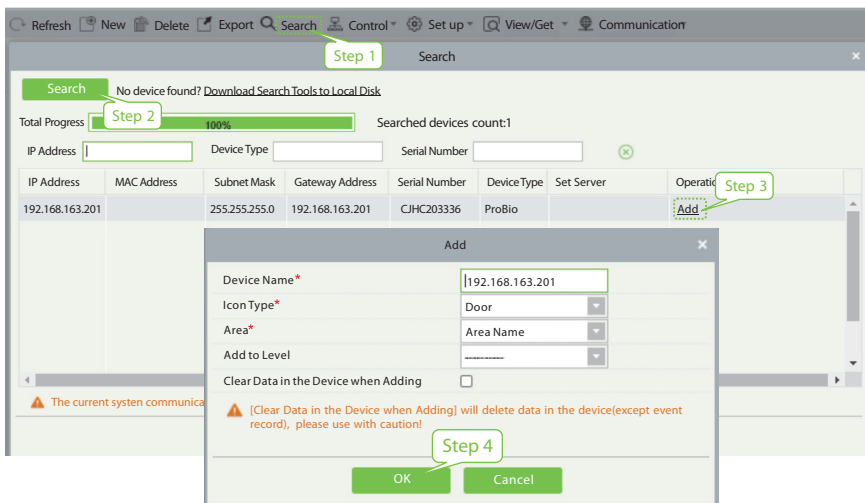 Refresh New Delete Export Search Control Set up View/Get Communication
Step 1
Search
Search
No device found? Download Search Tools to Local Disk
Step 2
Total Progress 100% Searched devices count:1
IP Address Device Type Serial Number
IP Address MAC Address Subnet Mask Gateway Address Serial Number Device Type Set Server Operatio
Step 3
192.168.163.201 255.255.255.0 192.168.163.201 CJHC203336 ProBio Add
Add
Device Name* 192.168.163.201
Icon Type* Door
Area* Area Name
Add to Level ----------
Clear Data in the Device when Adding
The current systen communica
[Clear Data in the Device when Adding] will delete data in the device(except event
record), please use with caution!
Step 4
OK Cancel